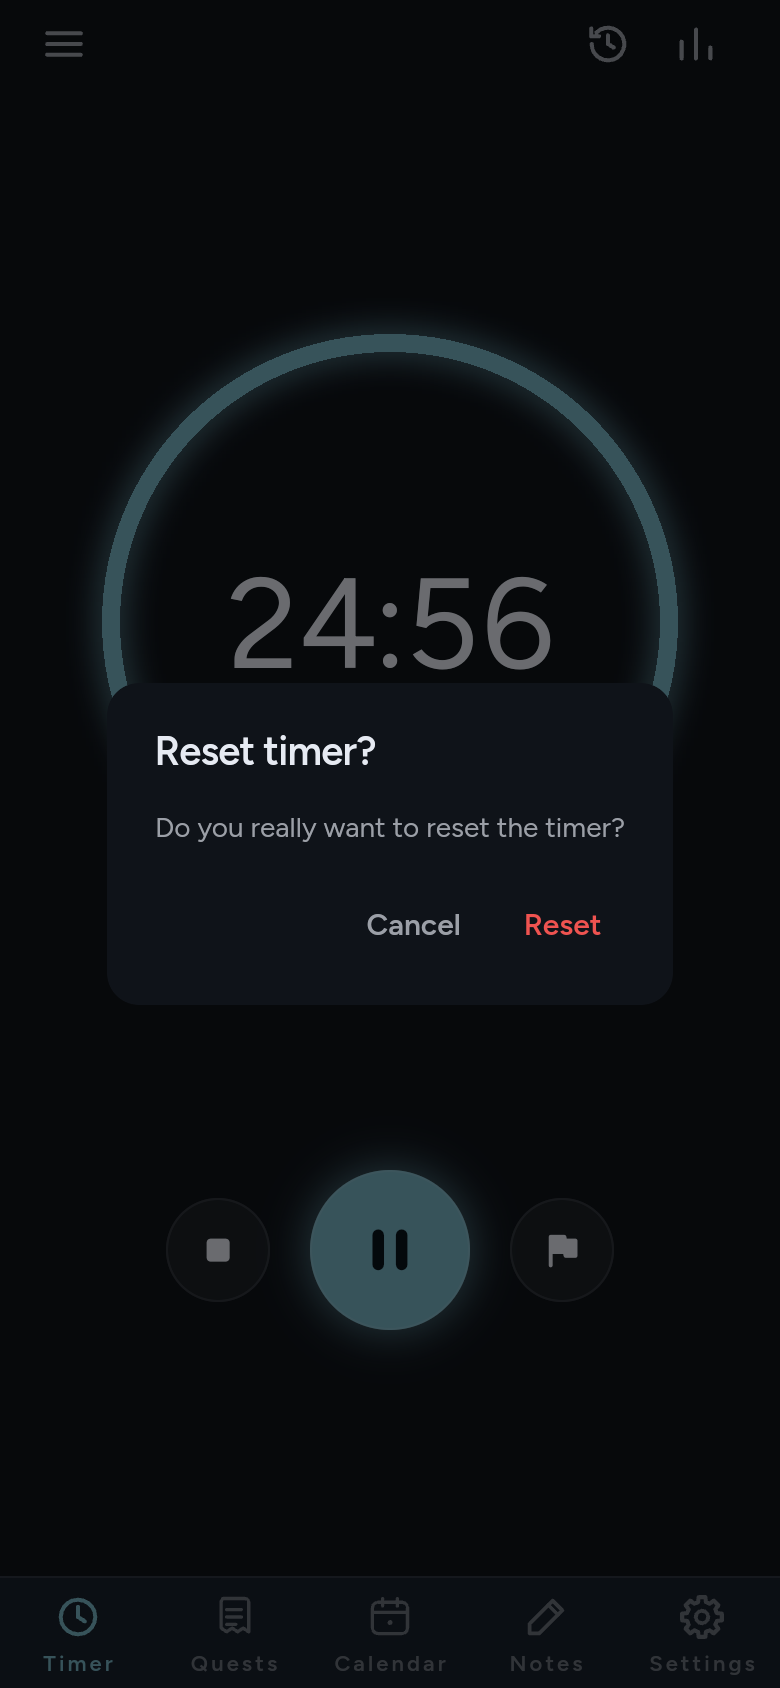 24:56
Reset timer?
Do you really want to reset the timer?
Cancel Reset
Timer Quests Calendar Notes Settings